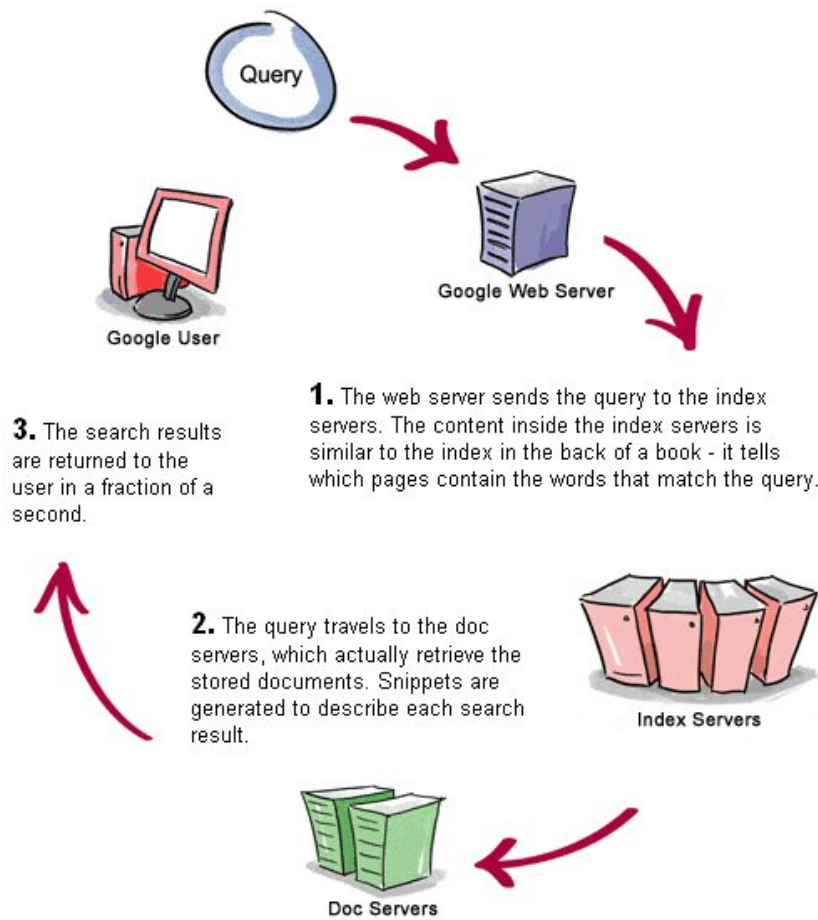 Query
Google Web Server
Google User
1. The web server sends the query to the index
servers. The content inside the index servers is
similar to the index in the back of a book - it tells
which pages contain the words that match the query.
3. The search results
are returned to the
user in a fraction of a
second.
2. The query travels to the doc
servers, which actually retrieve the
stored documents. Snippets are
generated to describe each search
result.
Index Servers
Doc Servers